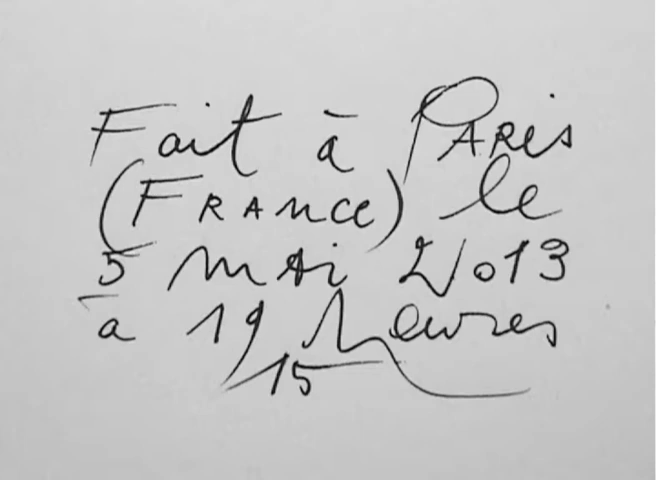 Fait à Paris
(France) le
5 mai 2013
à 19 heures
15